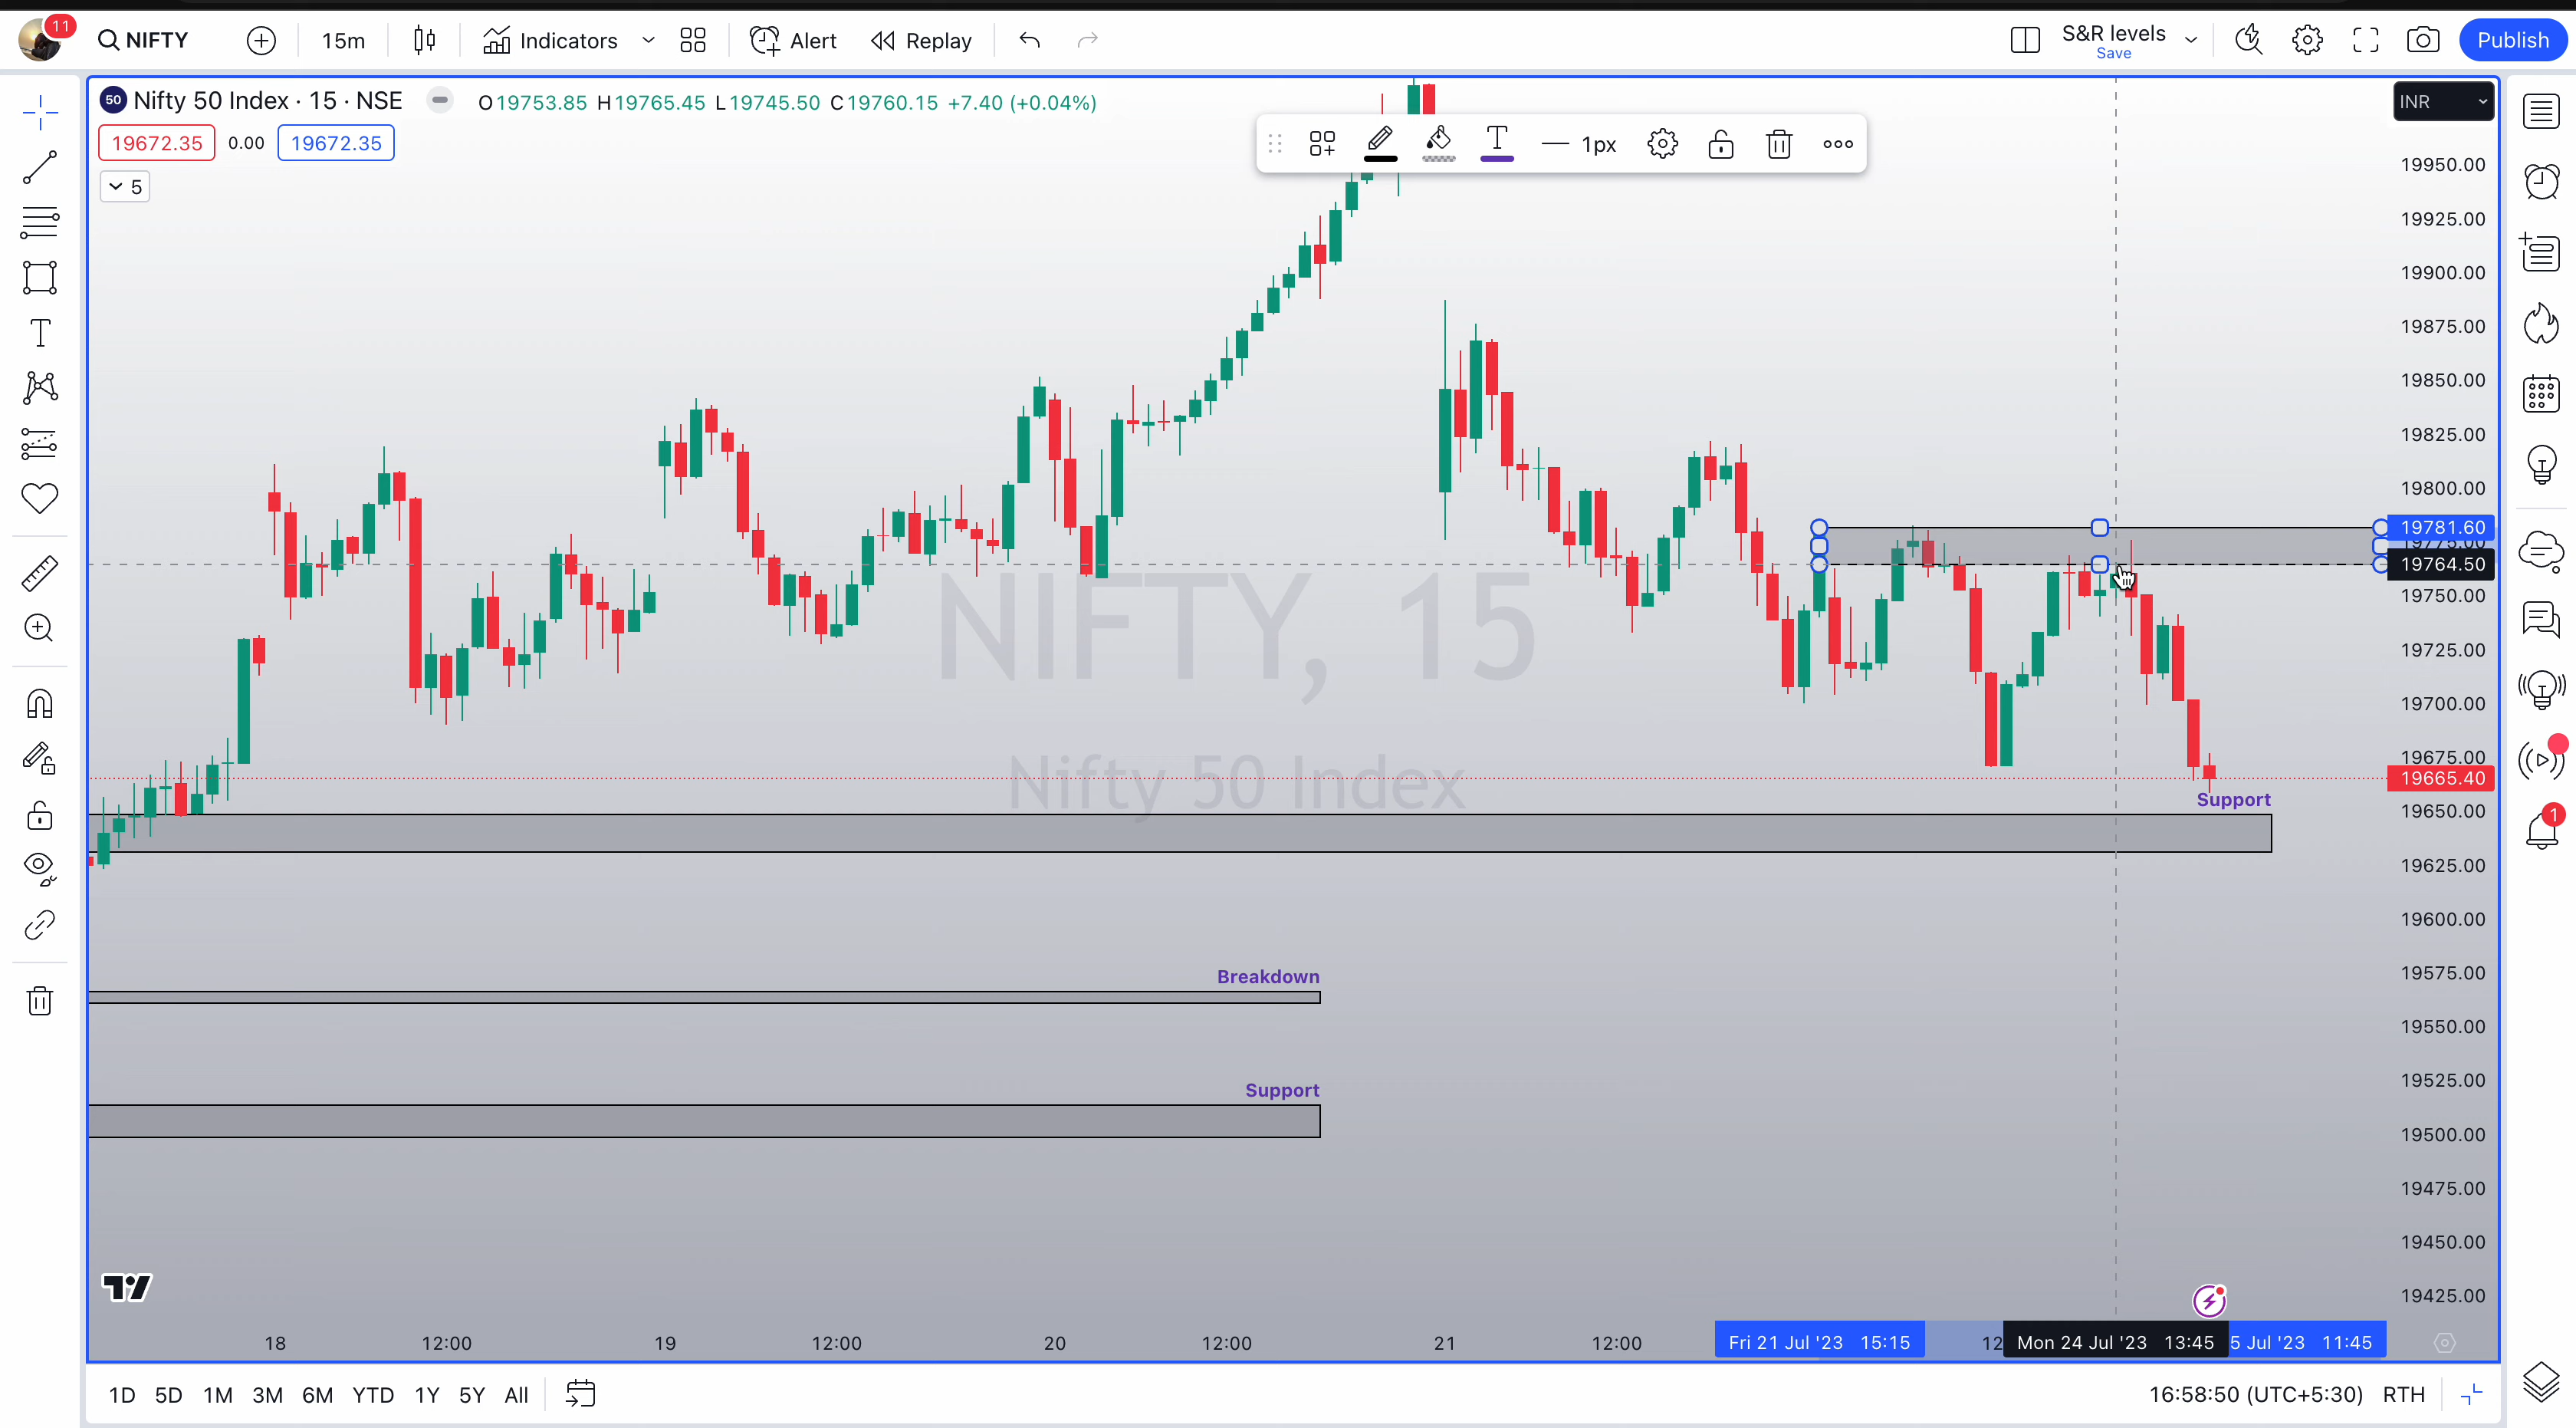 11
NIFTY
15m
Indicators
Alert
Replay
S&R levels
Save
Publish
50
Nifty 50 Index · 15 · NSE
O19753.85 H19765.45 L19745.50 C19760.15 +7.40 (+0.04%)
19672.35
0.00
19672.35
5
1px
INR
19950.00
19925.00
19900.00
19875.00
19850.00
19825.00
19800.00
19781.60
19775.00
19764.50
19750.00
19725.00
19700.00
19675.00
19665.40
19650.00
19625.00
19600.00
19575.00
19550.00
19525.00
19500.00
19475.00
19450.00
19425.00
NIFTY, 15
Nifty 50 Index
Support
Breakdown
Support
1
18
12:00
19
12:00
20
12:00
21
12:00
Fri 21 Jul '23 15:15
12
Mon 24 Jul '23 13:45
5 Jul '23 11:45
1D 5D 1M 3M 6M YTD 1Y 5Y All
16:58:50 (UTC+5:30)
RTH